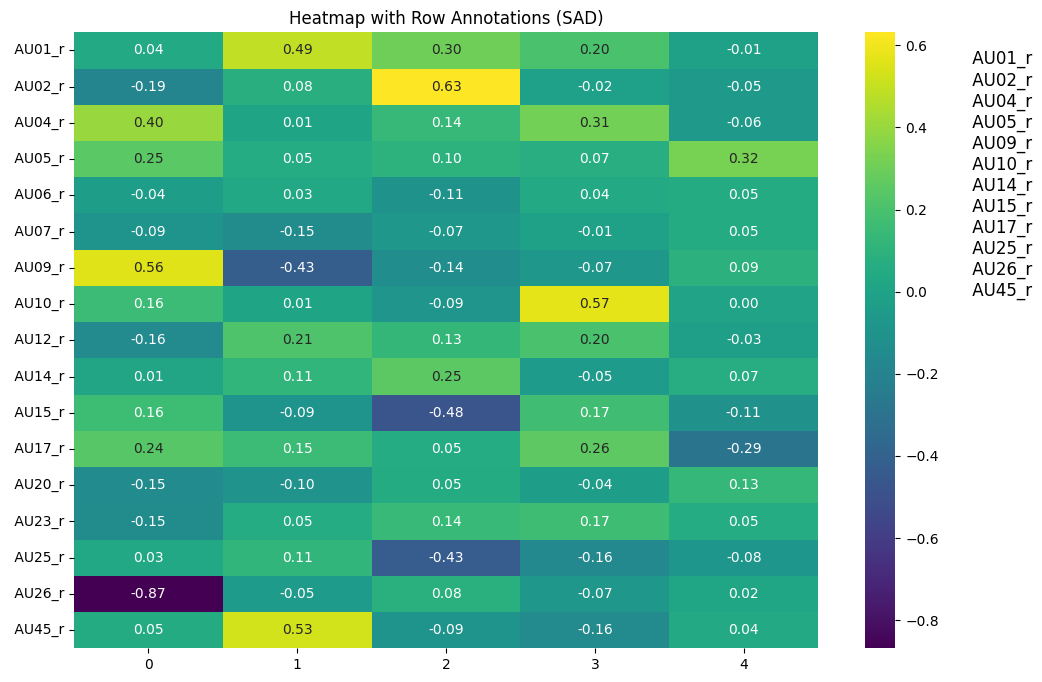 Heatmap with Row Annotations (SAD)
AU01_r 0.04 0.49 0.30 0.20 -0.01
AU02_r -0.19 0.08 0.63 -0.02 -0.05
AU04_r 0.40 0.01 0.14 0.31 -0.06
AU05_r 0.25 0.05 0.10 0.07 0.32
AU06_r -0.04 0.03 -0.11 0.04 0.05
AU07_r -0.09 -0.15 -0.07 -0.01 0.05
AU09_r 0.56 -0.43 -0.14 -0.07 0.09
AU10_r 0.16 0.01 -0.09 0.57 0.00
AU12_r -0.16 0.21 0.13 0.20 -0.03
AU14_r 0.01 0.11 0.25 -0.05 0.07
AU15_r 0.16 -0.09 -0.48 0.17 -0.11
AU17_r 0.24 0.15 0.05 0.26 -0.29
AU20_r -0.15 -0.10 0.05 -0.04 0.13
AU23_r -0.15 0.05 0.14 0.17 0.05
AU25_r 0.03 0.11 -0.43 -0.16 -0.08
AU26_r -0.87 -0.05 0.08 -0.07 0.02
AU45_r 0.05 0.53 -0.09 -0.16 0.04
0 1 2 3 4
0.6
0.4
0.2
0.0
−0.2
−0.4
−0.6
−0.8
AU01_r
AU02_r
AU04_r
AU05_r
AU09_r
AU10_r
AU14_r
AU15_r
AU17_r
AU25_r
AU26_r
AU45_r